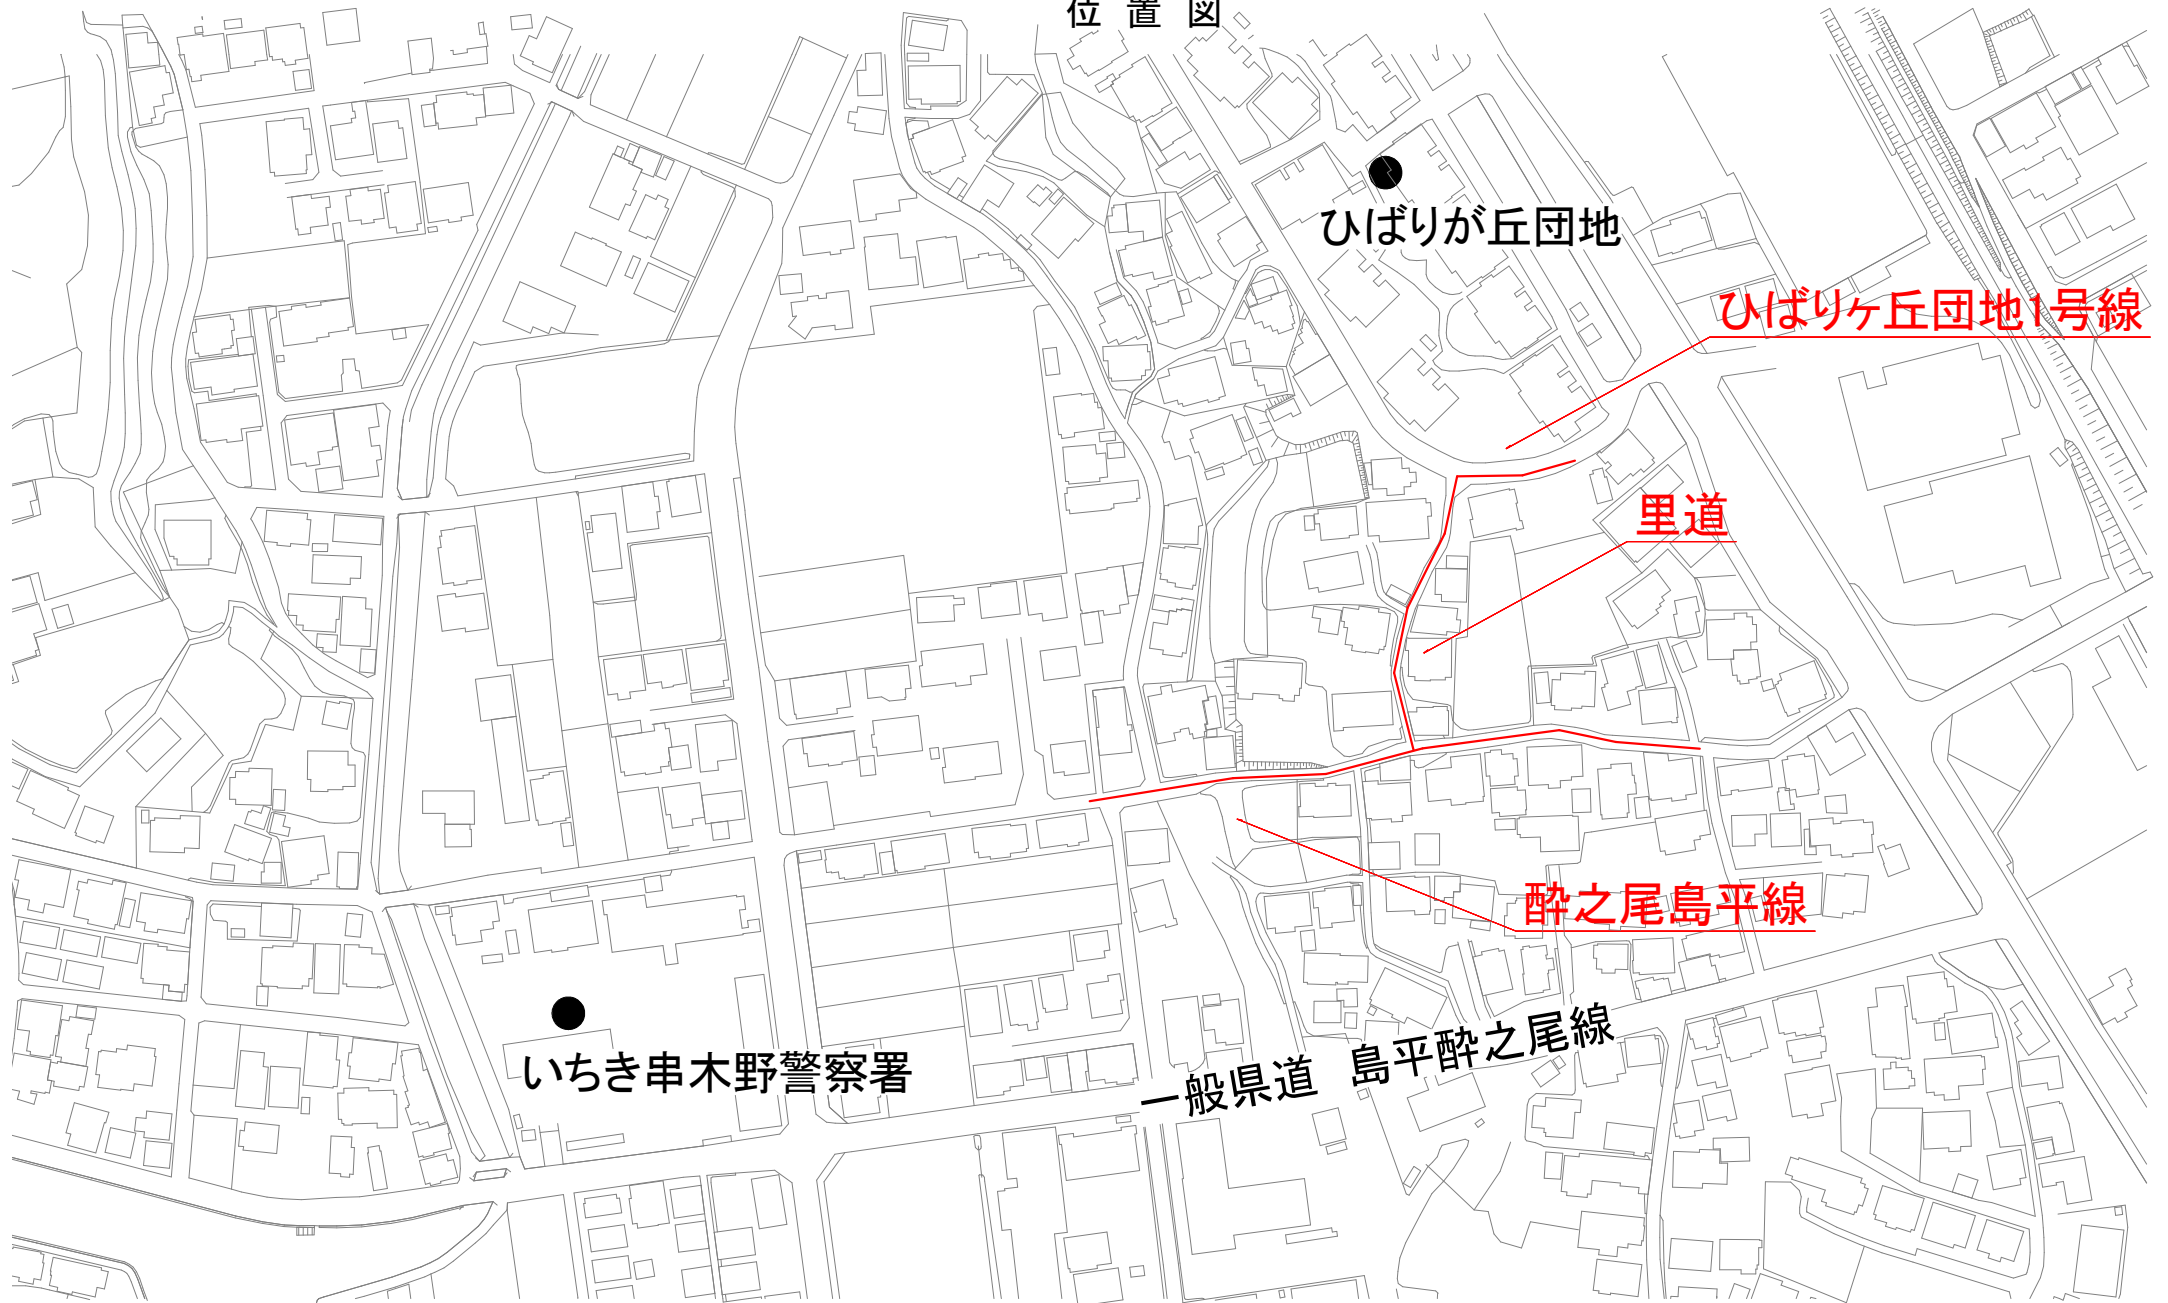 位置図
ひばりが丘団地
ひばりヶ丘団地1号線
里道
酔之尾島平線
一般県道 島平酔之尾線
いちき串木野警察署